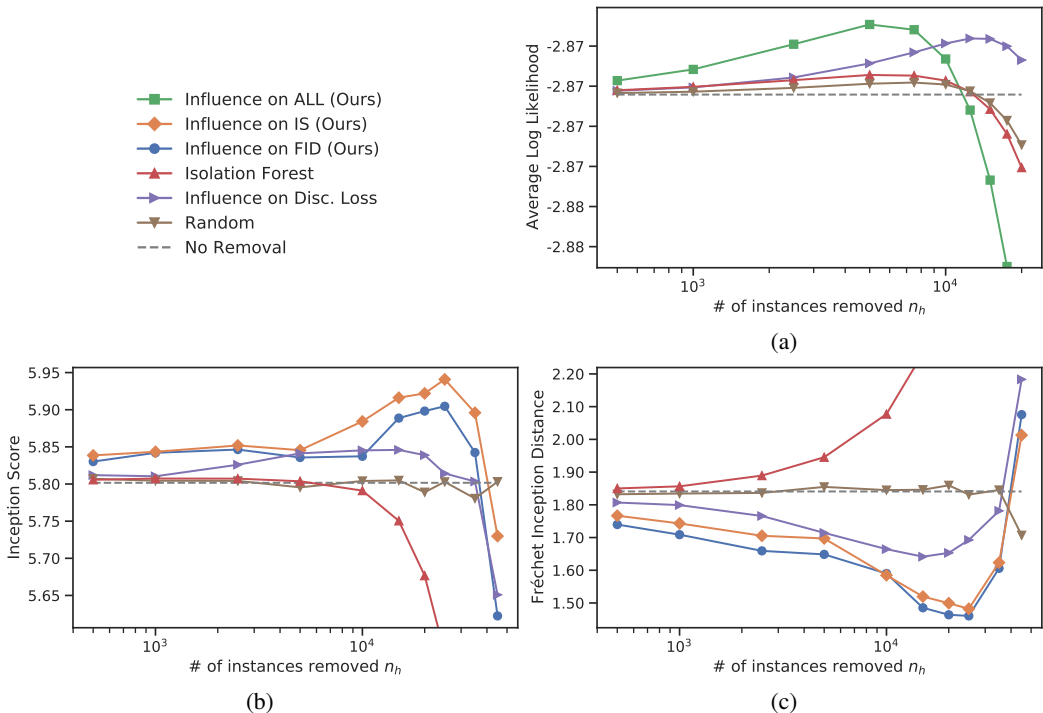 Influence on ALL (Ours)
Influence on IS (Ours)
Influence on FID (Ours)
Isolation Forest
Influence on Disc. Loss
Random
No Removal
Average Log Likelihood
-2.87
-2.87
-2.87
-2.87
-2.88
-2.88
10³ 10⁴
# of instances removed nₕ
(a)
Inception Score
5.95
5.90
5.85
5.80
5.75
5.70
5.65
10³ 10⁴
# of instances removed nₕ
(b)
Fréchet Inception Distance
2.20
2.10
2.00
1.90
1.80
1.70
1.60
1.50
10³ 10⁴
# of instances removed nₕ
(c)